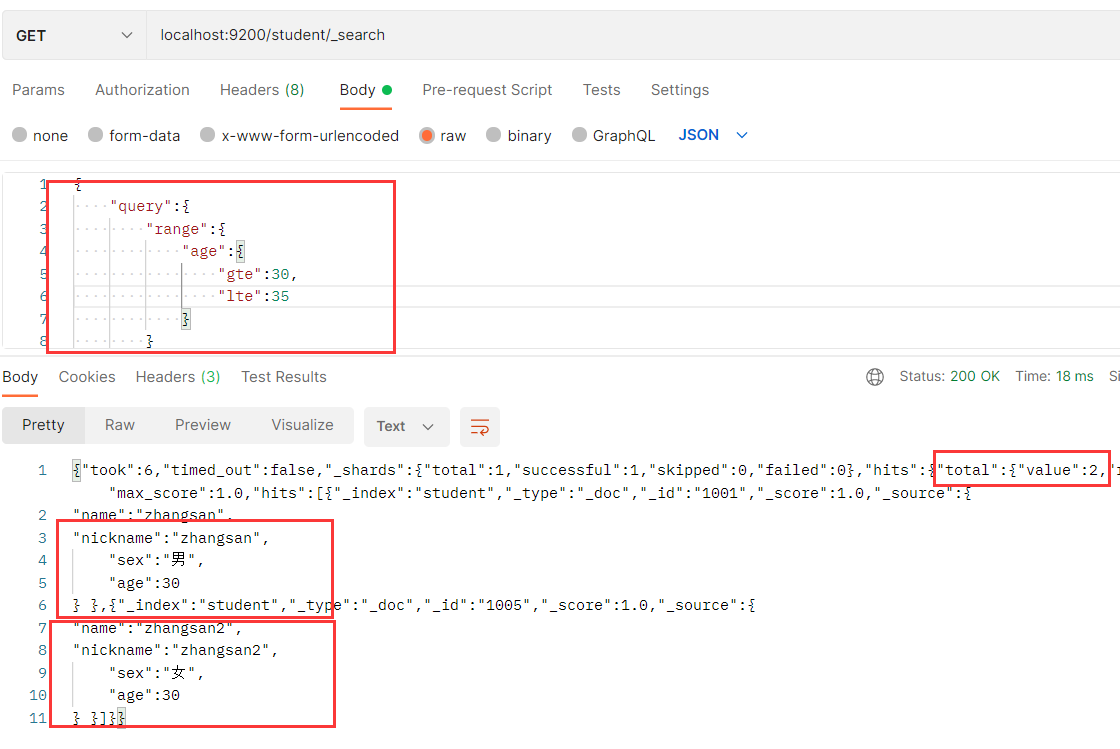 GET localhost:9200/student/_search
Params Authorization Headers (8) Body Pre-request Script Tests Settings
none form-data x-www-form-urlencoded raw binary GraphQL JSON
1 {
2 "query":{
3 "range":{
4 "age":{
5 "gte":30,
6 "lte":35
7 }
8 }
Body Cookies Headers (3) Test Results Status: 200 OK Time: 18 ms
Pretty Raw Preview Visualize Text
1 {"took":6,"timed_out":false,"_shards":{"total":1,"successful":1,"skipped":0,"failed":0},"hits":{"total":{"value":2,
"max_score":1.0,"hits":[{"_index":"student","_type":"_doc","_id":"1001","_score":1.0,"_source":{
2 "name":"zhangsan",
3 "nickname":"zhangsan",
4 "sex":"男",
5 "age":30
6 } },{"_index":"student","_type":"_doc","_id":"1005","_score":1.0,"_source":{
7 "name":"zhangsan2",
8 "nickname":"zhangsan2",
9 "sex":"女",
10 "age":30
11 } }]}}